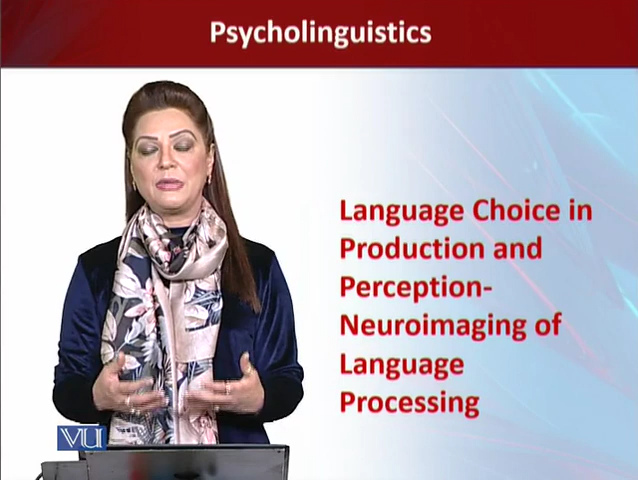 Psycholinguistics
Language Choice in
Production and
Perception-
Neuroimaging of
Language
Processing
VU